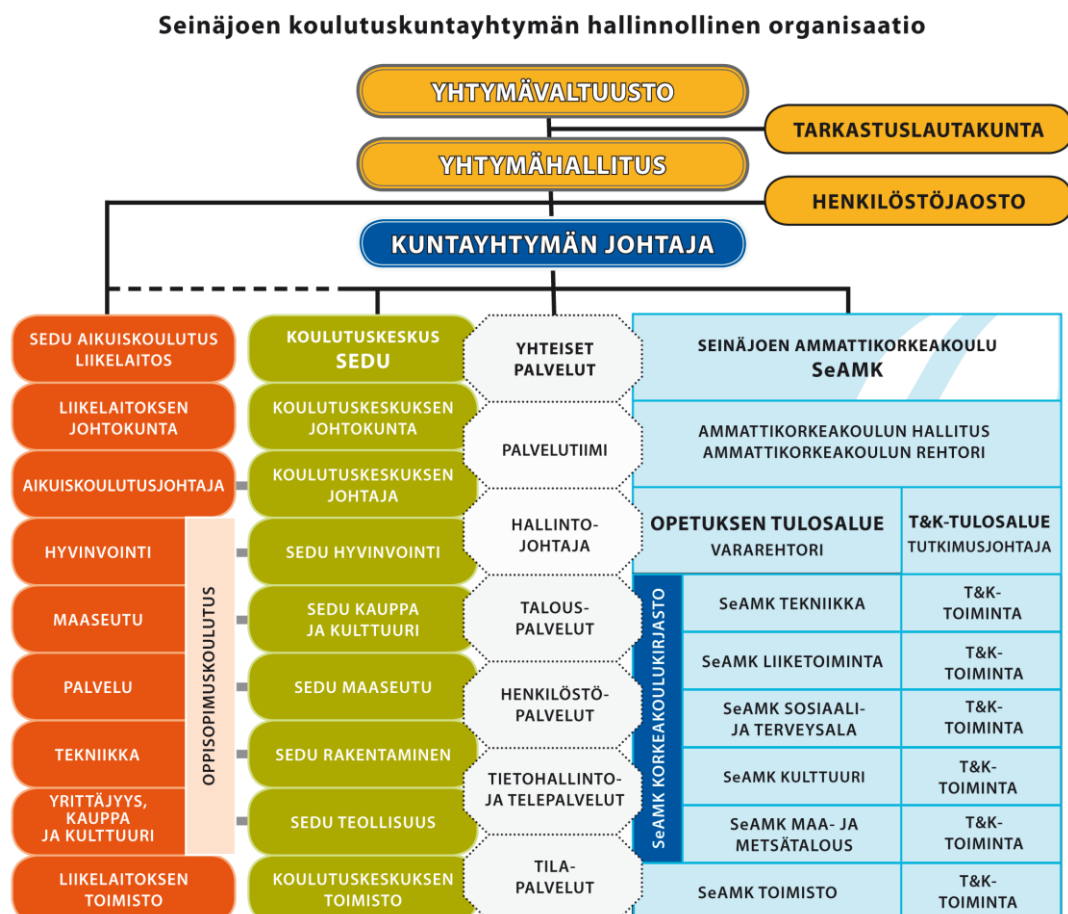 Seinäjoen koulutuskuntayhtymän hallinnollinen organisaatio
YHTYMÄVALTUUSTO
TARKASTUSLAUTAKUNTA
YHTYMÄHALLITUS
HENKILÖSTÖJAOSTO
KUNTAYHTYMÄN JOHTAJA
SEDU AIKUISKOULUTUS
LIIKELAITOS
LIIKELAITOKSEN
JOHTOKUNTA
AIKUISKOULUTUSJOHTAJA
HYVINVOINTI
MAASEUTU
PALVELU
TEKNIIKKA
YRITTÄJYYS,
KAUPPA
JA KULTTUURI
LIIKELAITOKSEN
TOIMISTO
OPPISOPIMUSKOULUTUS
KOULUTUSKESKUS
SEDU
KOULUTUSKESKUKSEN
JOHTOKUNTA
KOULUTUSKESKUKSEN
JOHTAJA
SEDU HYVINVOINTI
SEDU KAUPPA
JA KULTTUURI
SEDU MAASEUTU
SEDU RAKENTAMINEN
SEDU TEOLLISUUS
KOULUTUSKESKUKSEN
TOIMISTO
YHTEISET
PALVELUT
PALVELUTIIMI
HALLINTO-
JOHTAJA
TALOUS-
PALVELUT
HENKILÖSTÖ-
PALVELUT
TIETOHALLINTO-
JA TELEPALVELUT
TILA-
PALVELUT
SEINÄJOEN AMMATTIKORKEAKOULU
SeAMK
AMMATTIKORKEAKOULUN HALLITUS
AMMATTIKORKEAKOULUN REHTORI
OPETUKSEN TULOSALUE
VARAREHTORI
T&K-TULOSALUE
TUTKIMUSJOHTAJA
SeAMK KORKEAKOULUKIRJASTO
SeAMK TEKNIIKKA
T&K-
TOIMINTA
SeAMK LIIKETOIMINTA
T&K-
TOIMINTA
SeAMK SOSIAALI-
JA TERVEYSALA
T&K-
TOIMINTA
SeAMK KULTTUURI
T&K-
TOIMINTA
SeAMK MAA- JA
METSÄTALOUS
T&K-
TOIMINTA
SeAMK TOIMISTO
T&K-
TOIMINTA